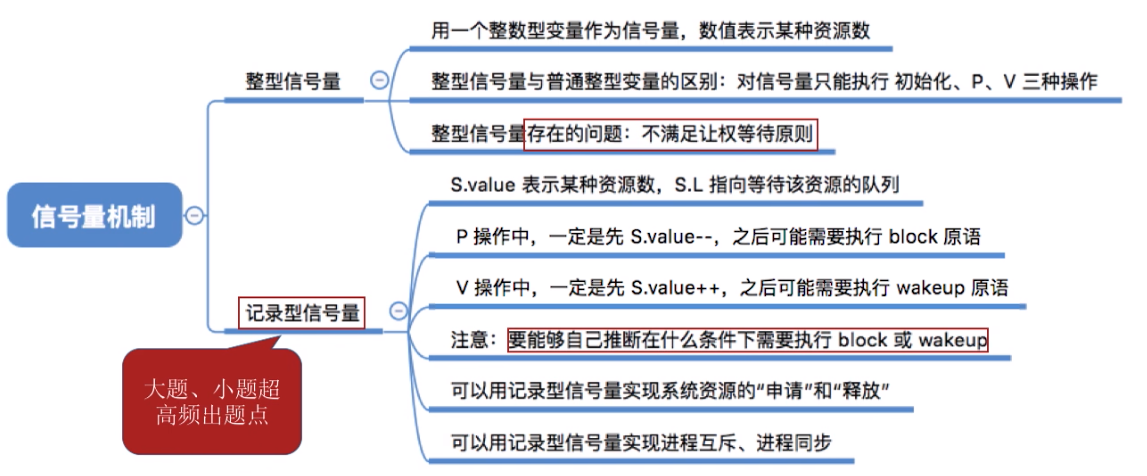 信号量机制
整型信号量
用一个整数型变量作为信号量，数值表示某种资源数
整型信号量与普通整型变量的区别：对信号量只能执行 初始化、P、V 三种操作
整型信号量存在的问题：不满足让权等待原则
记录型信号量
大题、小题超
高频出题点
S.value 表示某种资源数，S.L 指向等待该资源的队列
P 操作中，一定是先 S.value--，之后可能需要执行 block 原语
V 操作中，一定是先 S.value++，之后可能需要执行 wakeup 原语
注意：要能够自己推断在什么条件下需要执行 block 或 wakeup
可以用记录型信号量实现系统资源的“申请”和“释放”
可以用记录型信号量实现进程互斥、进程同步